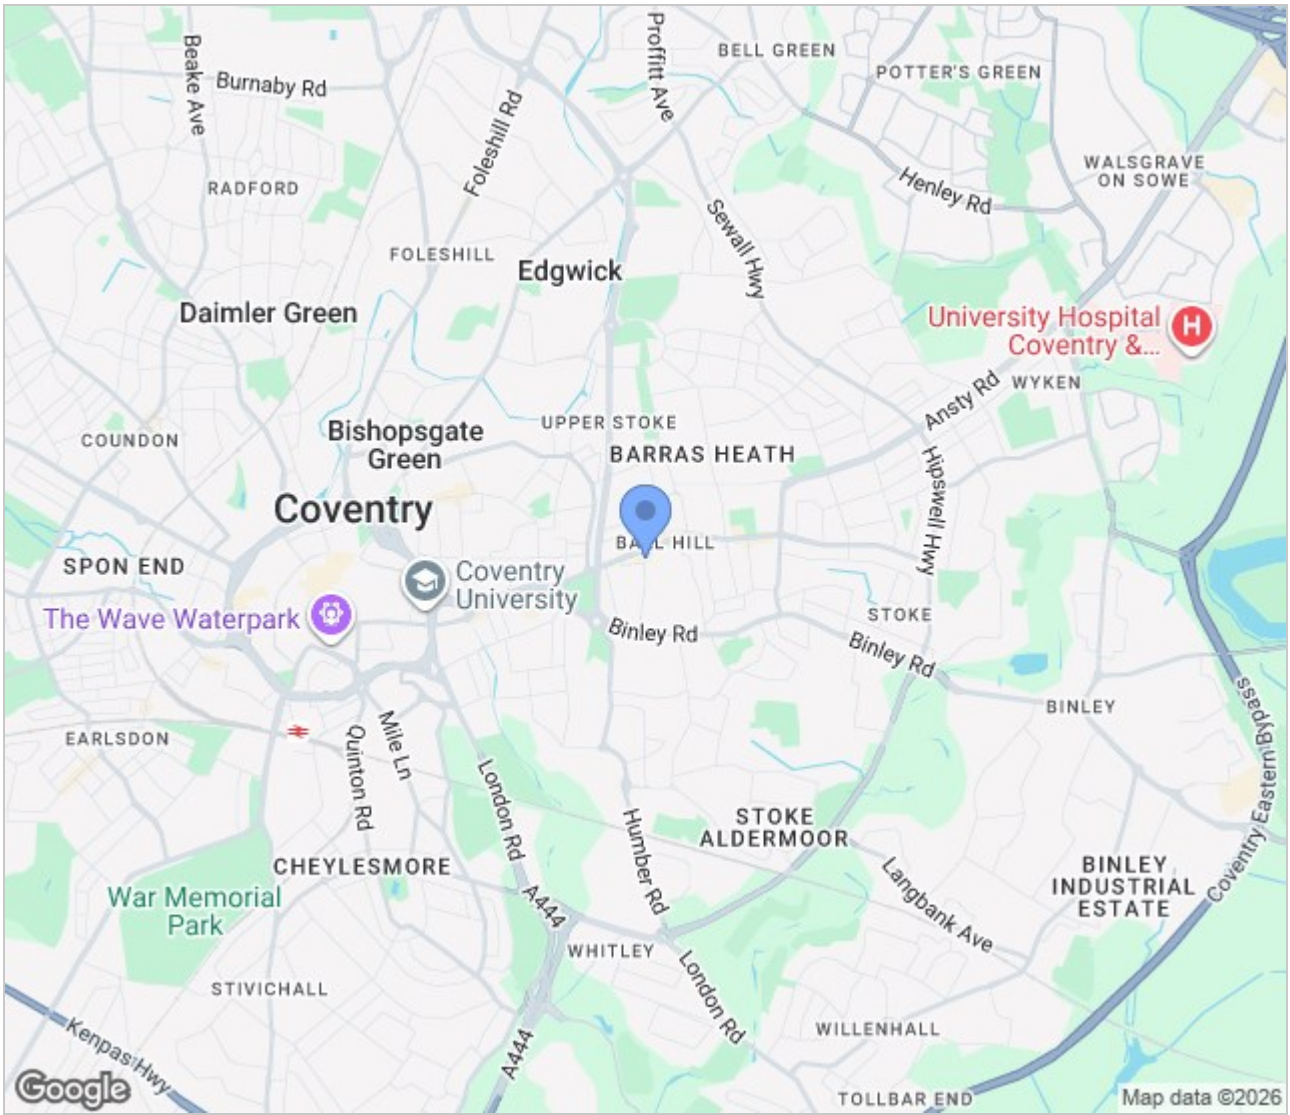 Proffitt Ave
BELL GREEN
POTTER'S GREEN
Beake Ave
Burnaby Rd
Foleshill Rd
WALSGRAVE
ON SOWE
Henley Rd
RADFORD
Sewall Hwy
FOLESHILL
Edgwick
Daimler Green
University Hospital
Coventry &...
H
WYKEN
Ansty Rd
UPPER STOKE
BARRAS HEATH
Bishopsgate
Green
COUNDON
Hipswell Hwy
Coventry
BALL HILL
SPON END
Coventry
University
The Wave Waterpark
STOKE
Binley Rd
Binley Rd
BINLEY
Coventry Eastern Bypass
EARLSDON
Quinton Rd
Mile Ln
London Rd
Humber Rd
STOKE
ALDERMOOR
CHEYLESMORE
Langbank Ave
BINLEY
INDUSTRIAL
ESTATE
War Memorial
Park
A444
WHITLEY
London Rd
STIVICHALL
WILLENHALL
Kenpas Hwy
A444
TOLLBAR END
Google
Map data ©2026